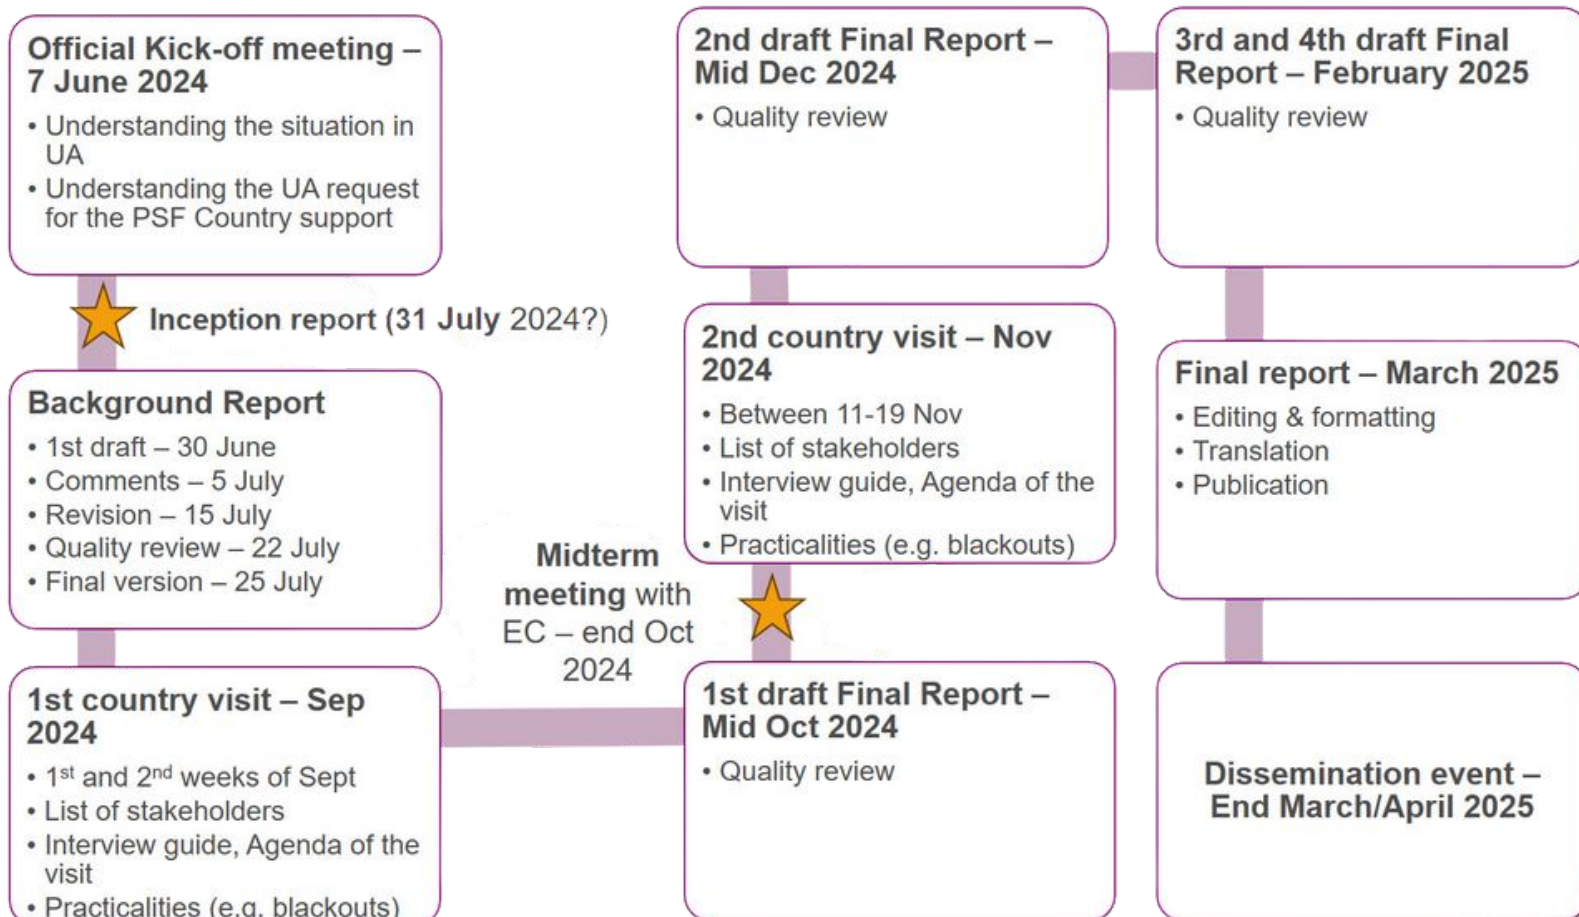 Official Kick-off meeting –
7 June 2024
• Understanding the situation in
UA
• Understanding the UA request
for the PSF Country support
Inception report (31 July 2024?)
Background Report
• 1st draft – 30 June
• Comments – 5 July
• Revision – 15 July
• Quality review – 22 July
• Final version – 25 July
1st country visit – Sep
2024
• 1st and 2nd weeks of Sept
• List of stakeholders
• Interview guide, Agenda of the
visit
• Practicalities (e.g. blackouts)
1st draft Final Report –
Mid Oct 2024
• Quality review
Midterm
meeting with
EC – end Oct
2024
2nd country visit – Nov
2024
• Between 11-19 Nov
• List of stakeholders
• Interview guide, Agenda of the
visit
• Practicalities (e.g. blackouts)
2nd draft Final Report –
Mid Dec 2024
• Quality review
3rd and 4th draft Final
Report – February 2025
• Quality review
Final report – March 2025
• Editing & formatting
• Translation
• Publication
Dissemination event –
End March/April 2025